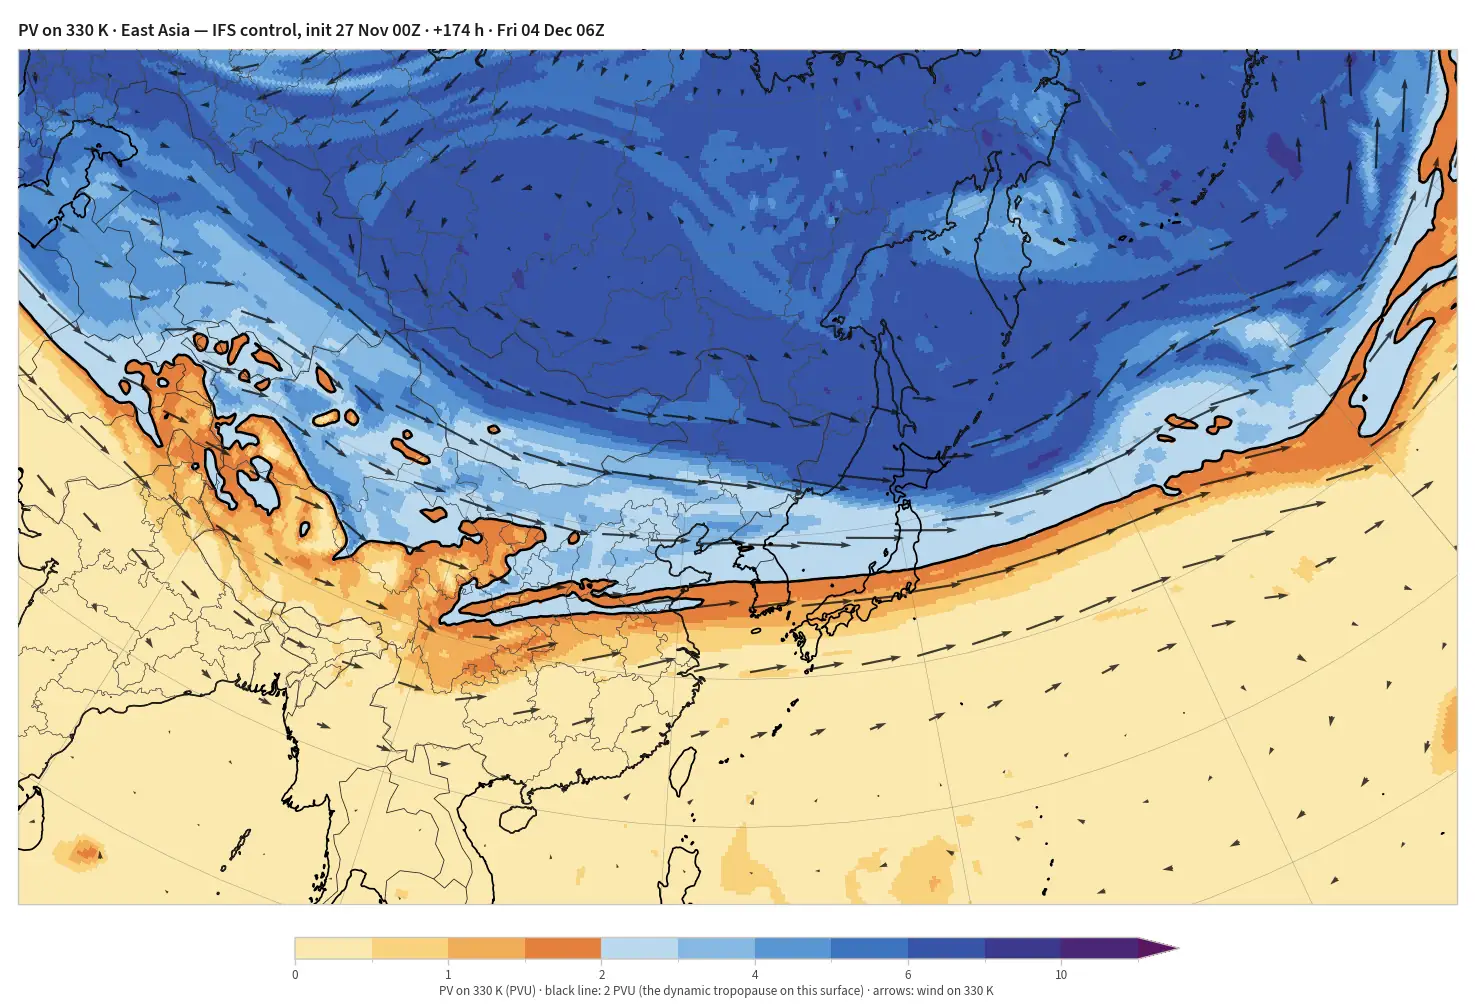 PV on 330 K · East Asia — IFS control, init 27 Nov 00Z · +174 h · Fri 04 Dec 06Z
0 1 2 4 6 10
PV on 330 K (PVU) · black line: 2 PVU (the dynamic tropopause on this surface) · arrows: wind on 330 K